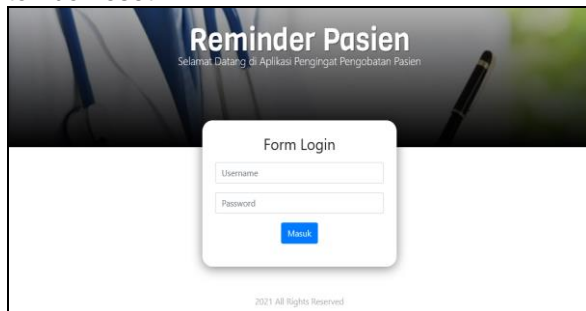 Reminder Pasien
Selamat Datang di Aplikasi Pengingat Pengobatan Pasien
Form Login
Username
Password
Masuk
2021 All Rights Reserved